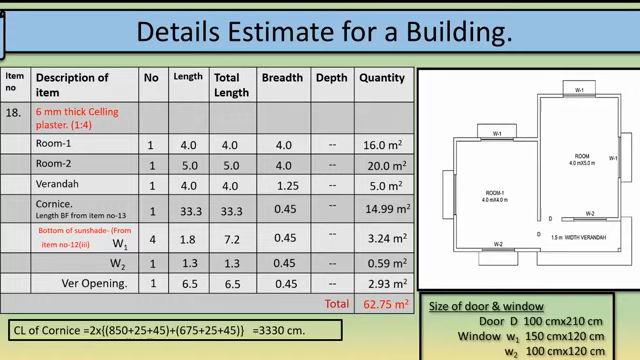 Details Estimate for a Building.
Item no Description of item No Length Total Length Breadth Depth Quantity
18. 6 mm thick Celling plaster. (1:4)
Room-1 1 4.0 4.0 4.0 -- 16.0 m²
Room-2 1 5.0 5.0 4.0 -- 20.0 m²
Verandah 1 4.0 4.0 1.25 -- 5.0 m²
Cornice. Length BF from item no-13 1 33.3 33.3 0.45 -- 14.99 m²
Bottom of sunshade- (From item no-12(iii) W₁ 4 1.8 7.2 0.45 -- 3.24 m²
W₂ 1 1.3 1.3 0.45 -- 0.59 m²
Ver Opening. 1 6.5 6.5 0.45 -- 2.93 m²
Total 62.75 m²
CL of Cornice =2x{(850+25+45)+(675+25+45)} =3330 cm.
W-1
W-1
ROOM
4.0 mX5.0 m
W-1
ROOM-1
4.0 mX4.0 m
D
W-2
D
1.5 m WIDTH VERANDAH
W-2
Size of door & window
Door D 100 cmx210 cm
Window w₁ 150 cmx120 cm
w₂ 100 cmx120 cm